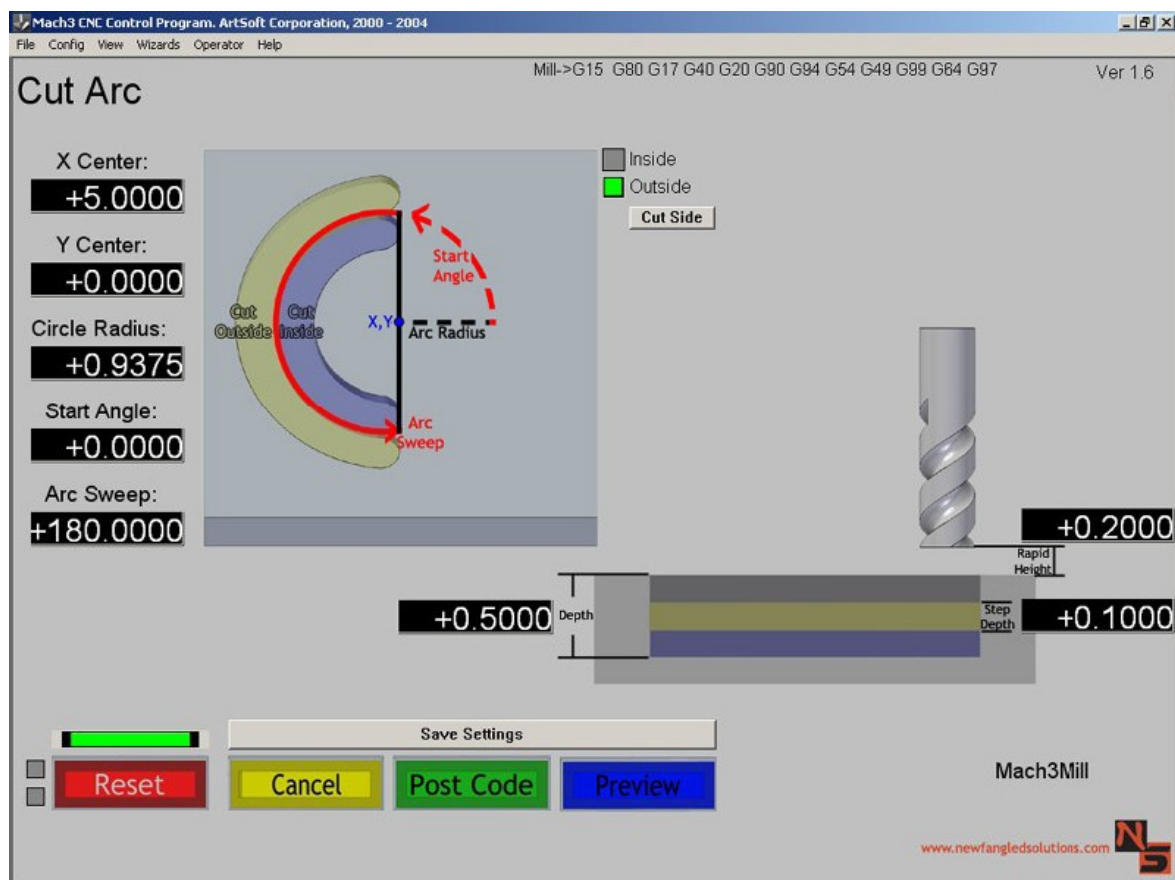 Mach3 CNC Control Program. ArtSoft Corporation, 2000 - 2004
File Config View Wizards Operator Help
Mill->G15 G80 G17 G40 G20 G90 G94 G54 G49 G99 G64 G97
Ver 1.6
Cut Arc
X Center:
+5.0000
Y Center:
+0.0000
Circle Radius:
+0.9375
Start Angle:
+0.0000
Arc Sweep:
+180.0000
Start
Angle
Cut
Outside
Cut
Inside
X,Y
Arc Radius
Arc
Sweep
Inside
Outside
Cut Side
+0.2000
Rapid
Height
+0.5000
Depth
Step
Depth
+0.1000
Save Settings
Reset
Cancel
Post Code
Preview
Mach3Mill
www.newfangledsolutions.com
NS